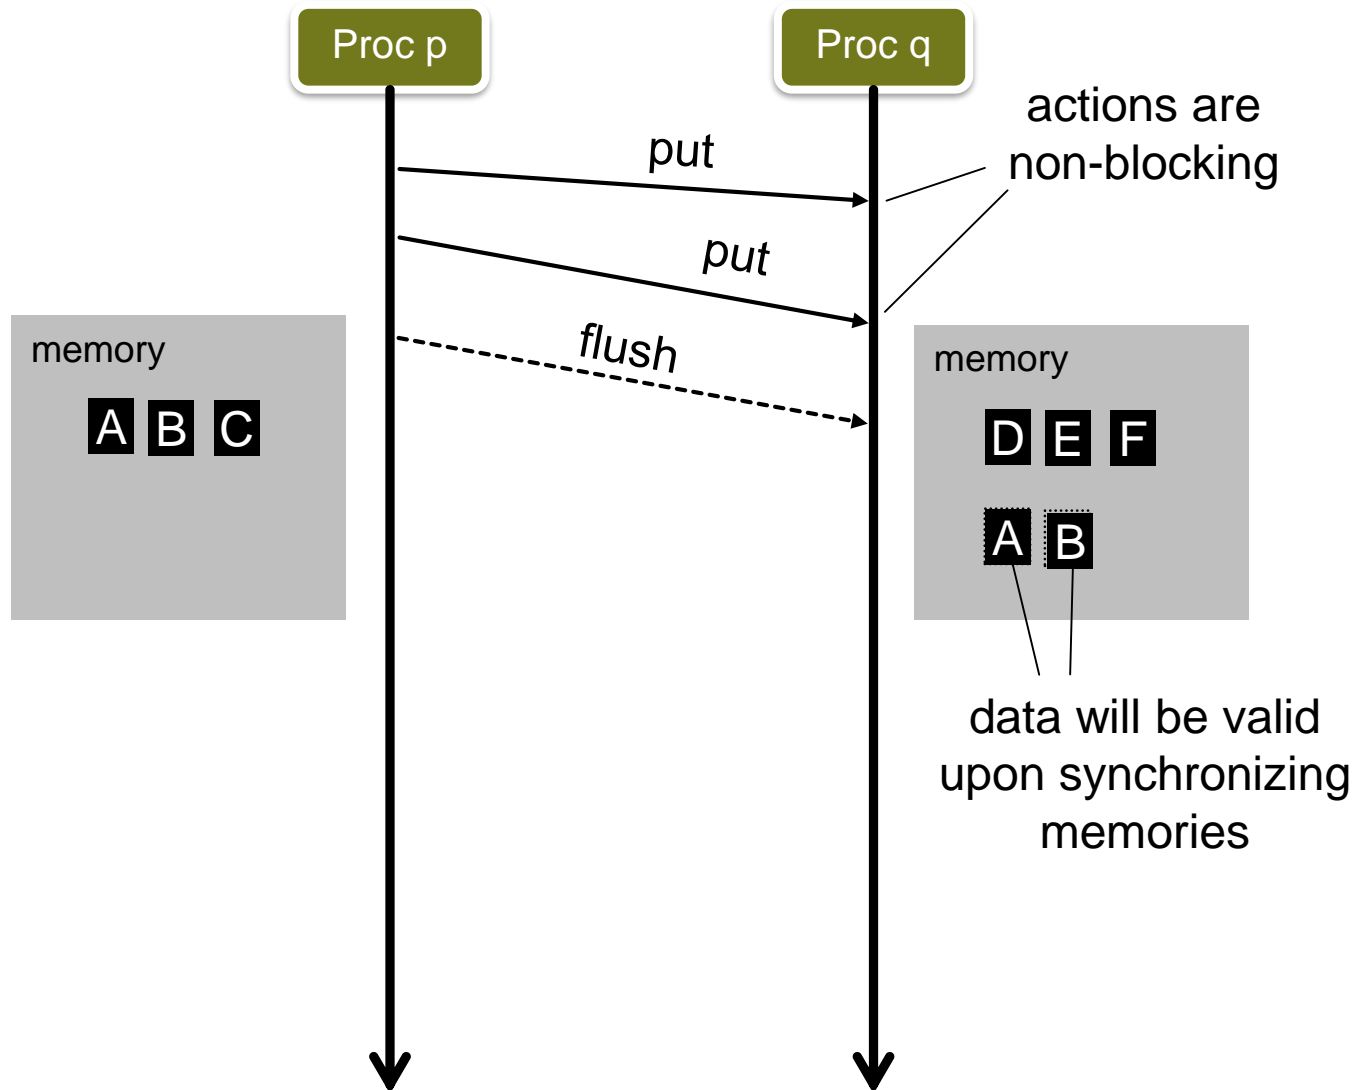 Proc p
Proc q
actions are
non-blocking
put
put
flush
memory
A B C
memory
D E F
A B
data will be valid
upon synchronizing
memories